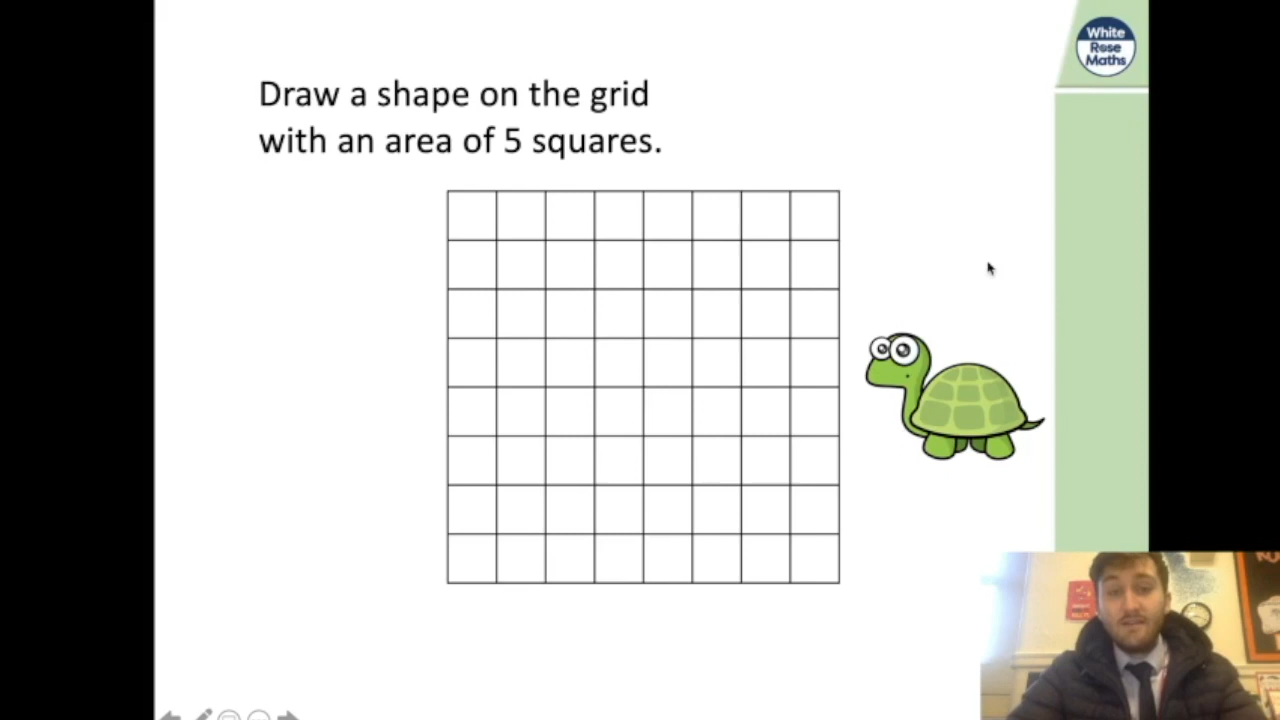 Draw a shape on the grid
with an area of 5 squares.
White
Rose
Maths